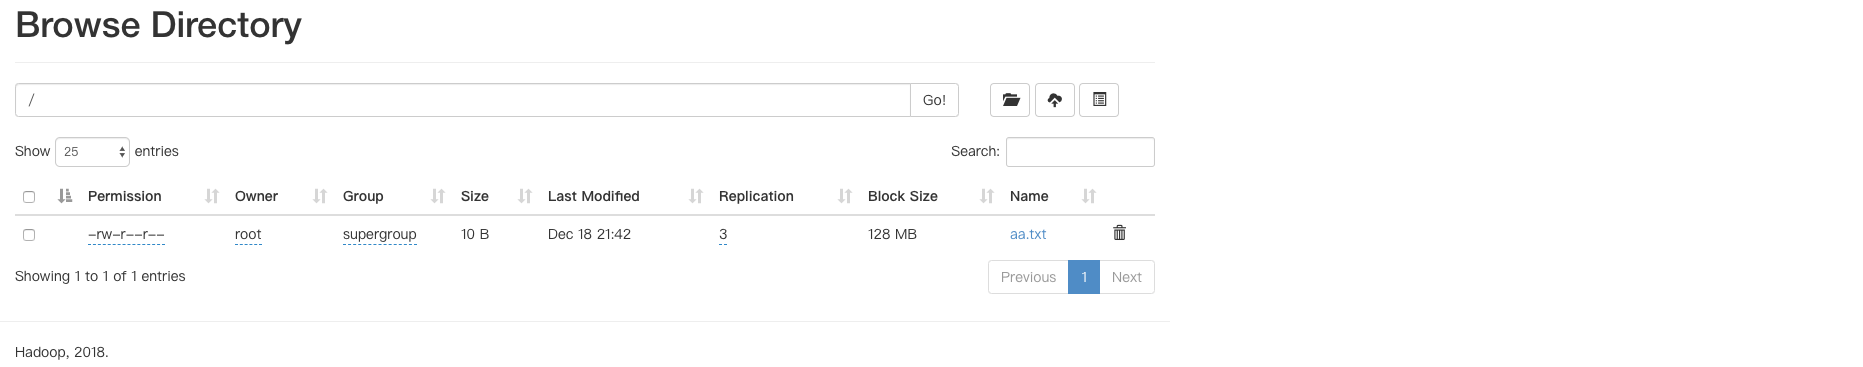 Browse Directory
/ Go!
Show 25 entries Search:
Permission Owner Group Size Last Modified Replication Block Size Name
-rw-r--r-- root supergroup 10 B Dec 18 21:42 3 128 MB aa.txt
Showing 1 to 1 of 1 entries Previous 1 Next
Hadoop, 2018.